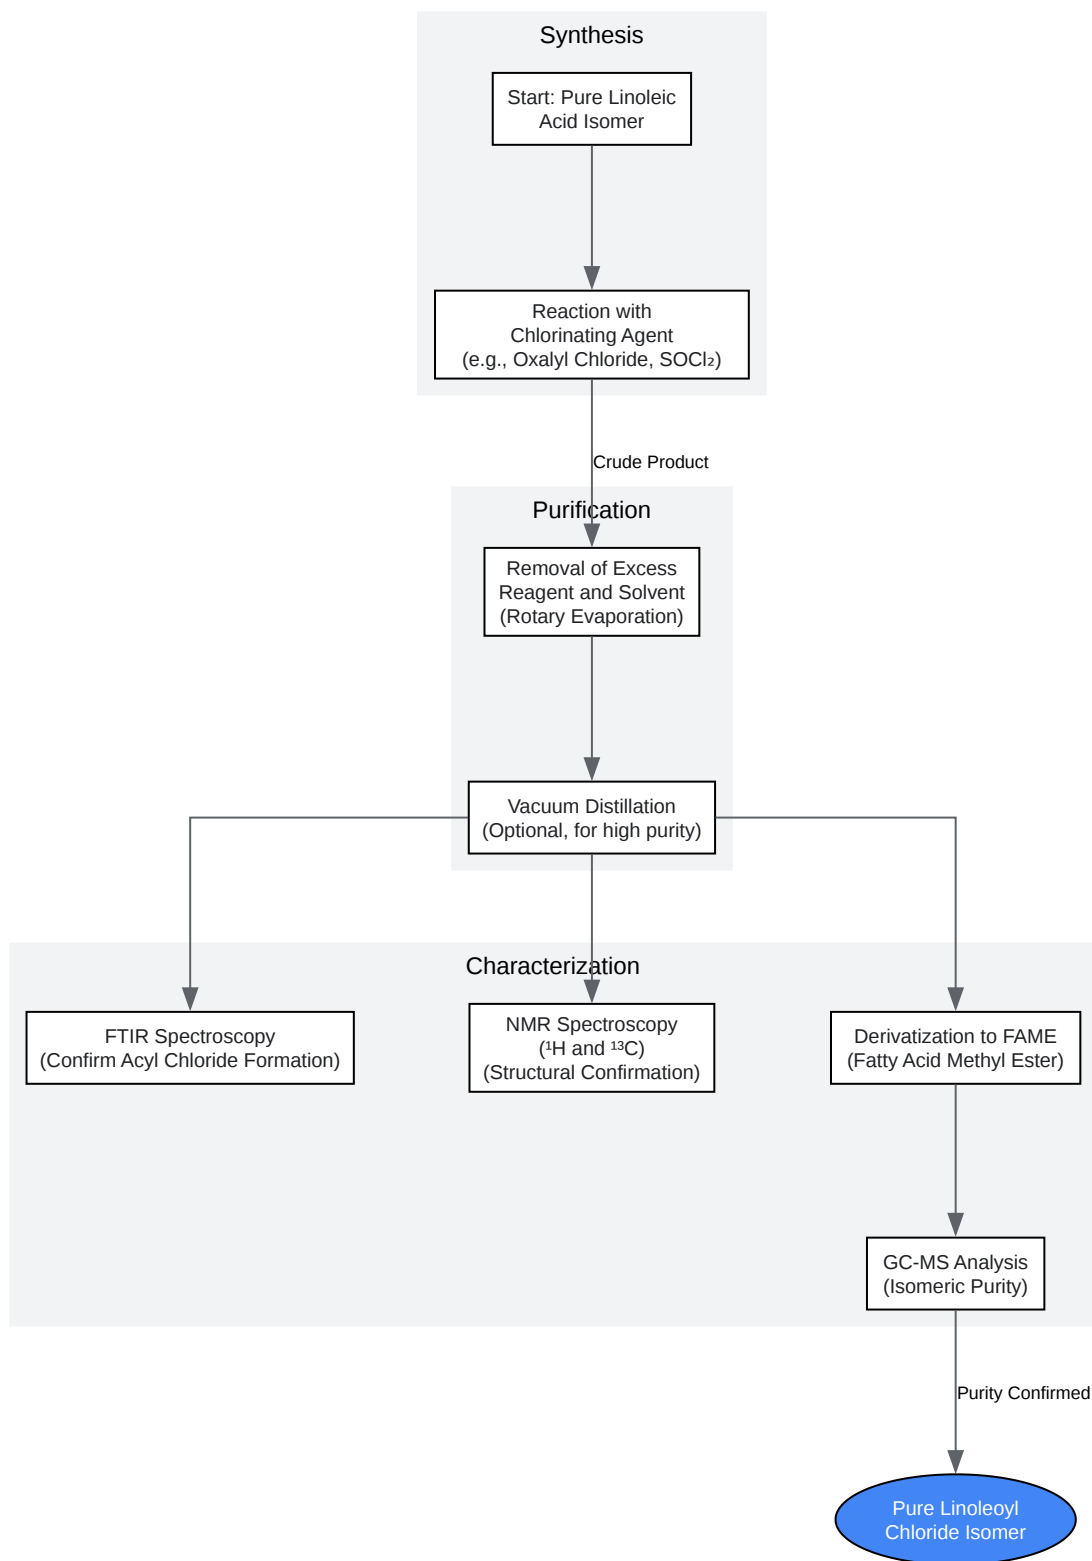 Synthesis
Start: Pure Linoleic
Acid Isomer
Reaction with
Chlorinating Agent
(e.g., Oxalyl Chloride, SOCl₂)
Crude Product
Purification
Removal of Excess
Reagent and Solvent
(Rotary Evaporation)
Vacuum Distillation
(Optional, for high purity)
Characterization
FTIR Spectroscopy
(Confirm Acyl Chloride Formation)
NMR Spectroscopy
(¹H and ¹³C)
(Structural Confirmation)
Derivatization to FAME
(Fatty Acid Methyl Ester)
GC-MS Analysis
(Isomeric Purity)
Purity Confirmed
Pure Linoleoyl
Chloride Isomer